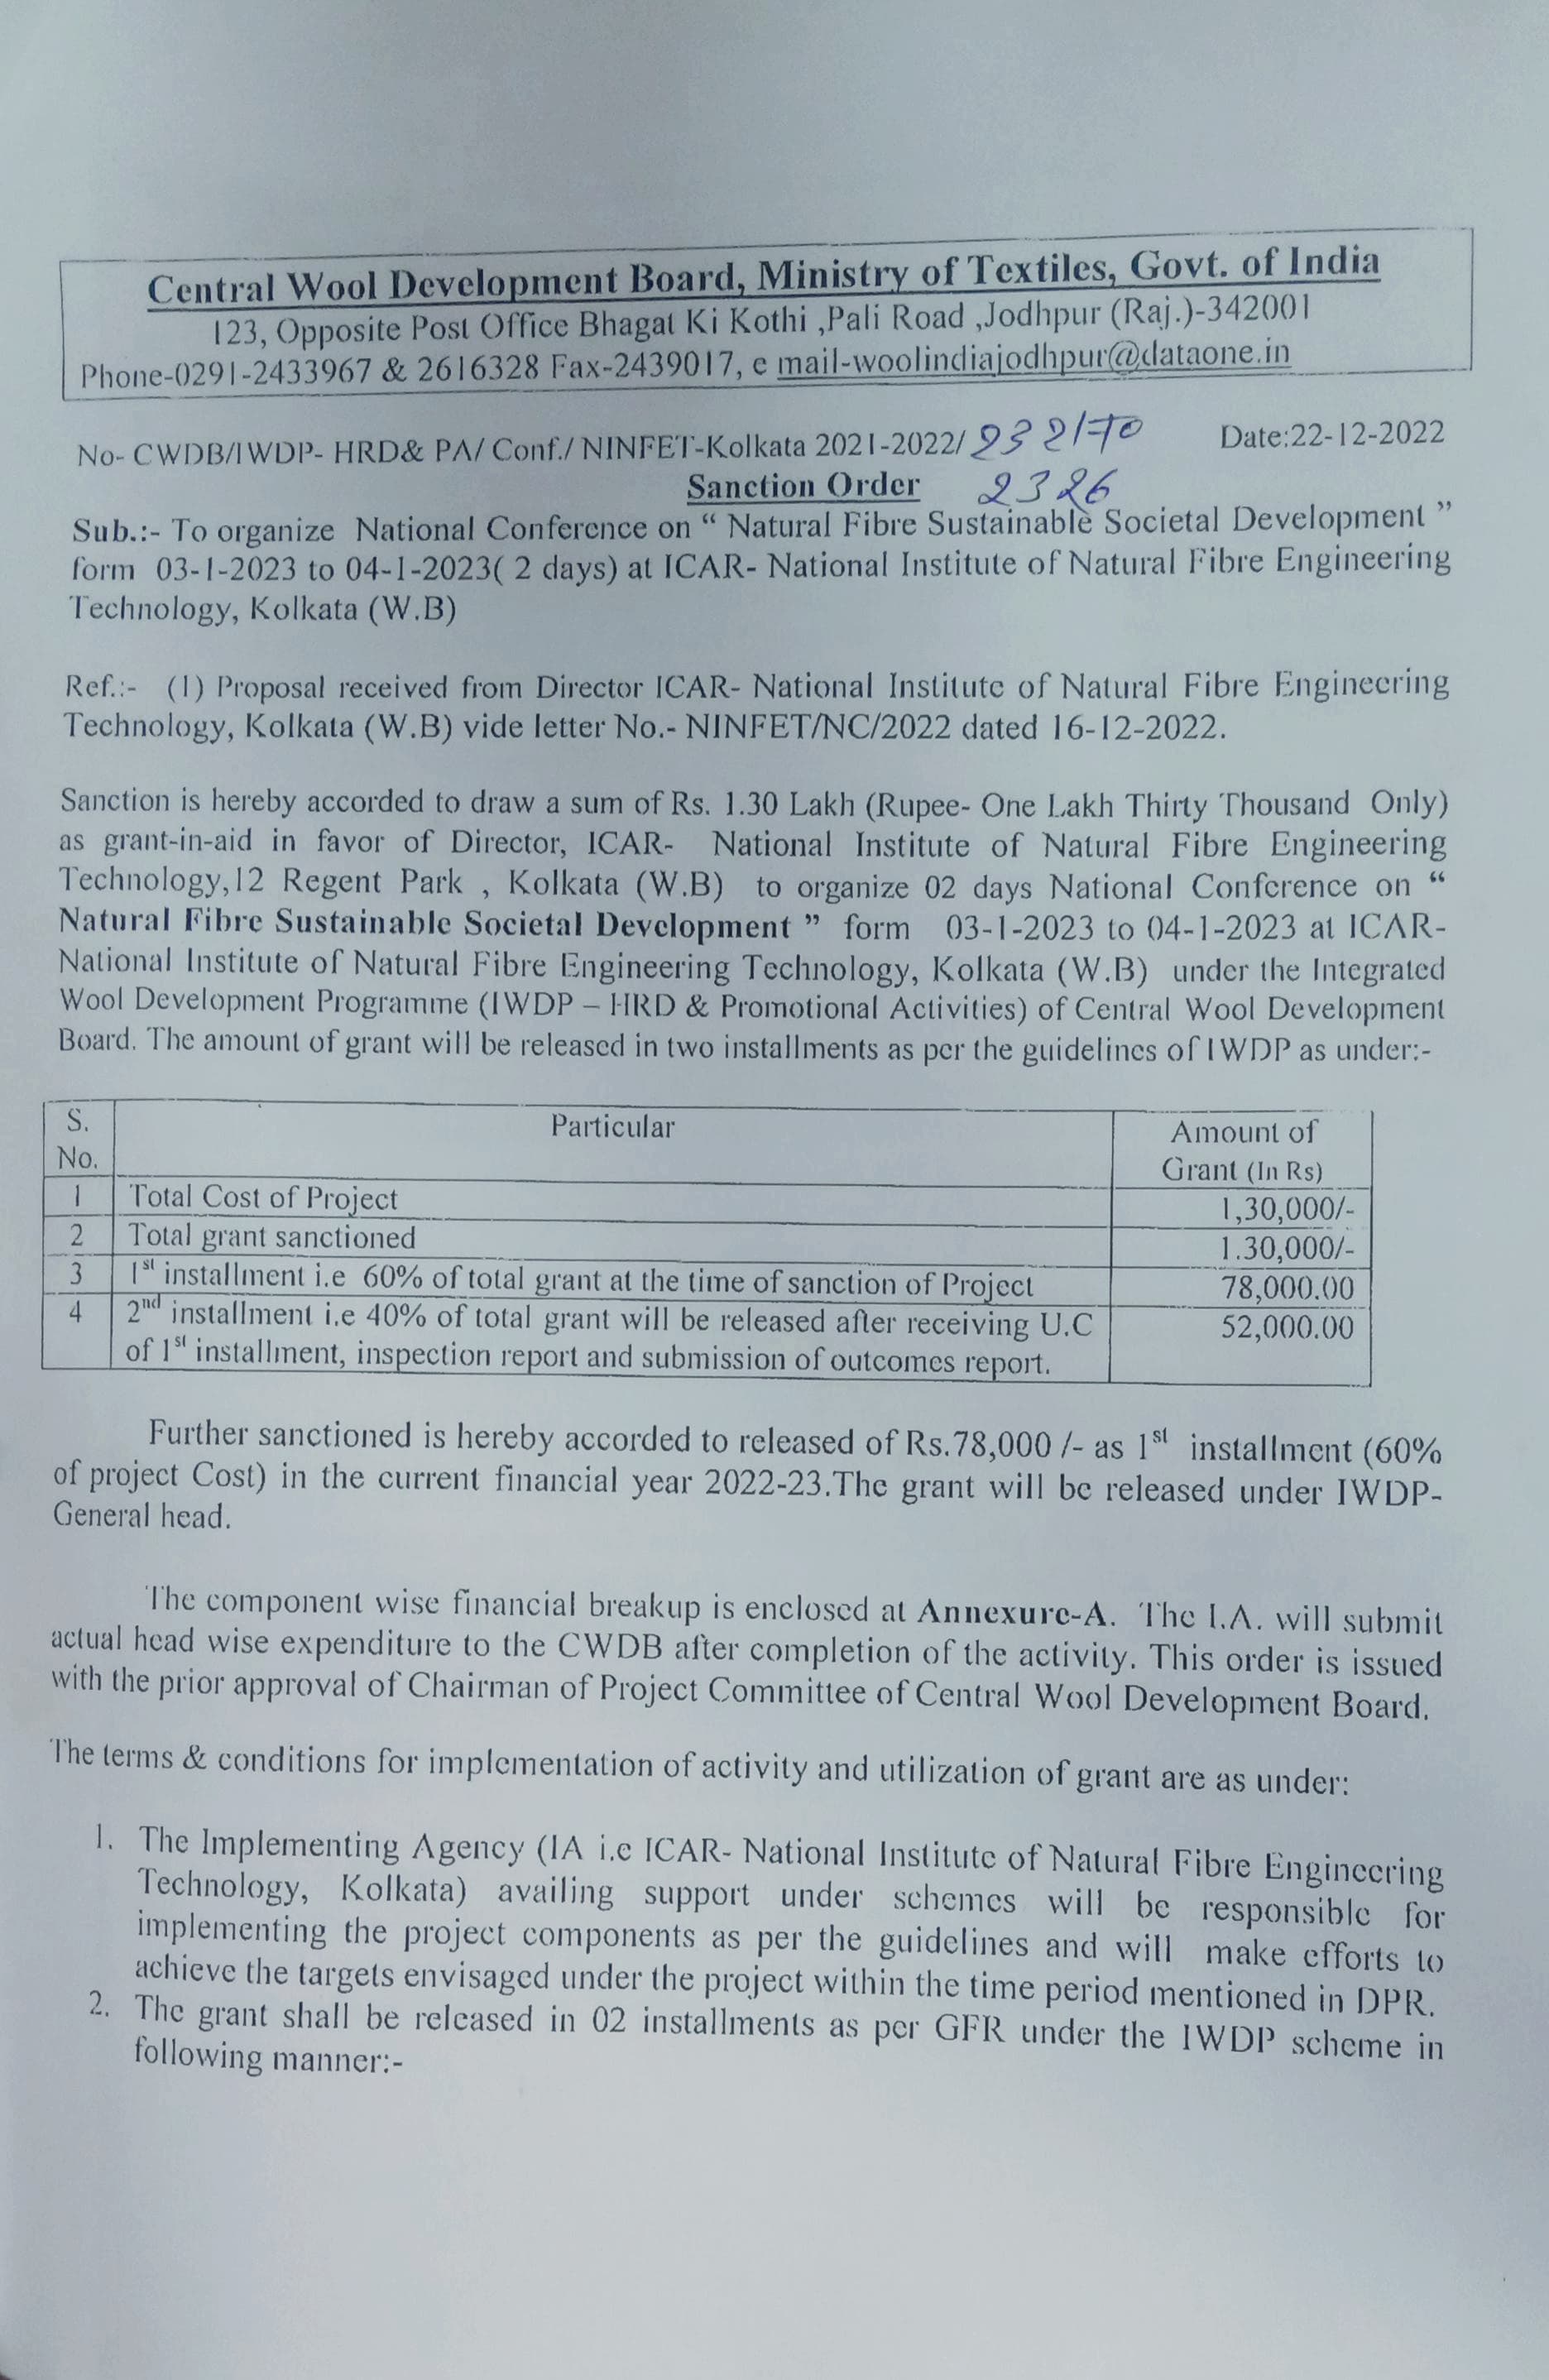 Central Wool Development Board, Ministry of Textiles, Govt. of India
123, Opposite Post Office Bhagat Ki Kothi ,Pali Road ,Jodhpur (Raj.)-342001
Phone-0291-2433967 & 2616328 Fax-2439017, e mail-woolindiajodhpur@dataone.in
No- CWDB/IWDP- HRD& PA/ Conf./ NINFET-Kolkata 2021-2022/ Date:22-12-2022
Sanction Order 2326
Sub.:- To organize National Conference on “ Natural Fibre Sustainable Societal Development ”
form 03-1-2023 to 04-1-2023( 2 days) at ICAR- National Institute of Natural Fibre Engineering
Technology, Kolkata (W.B)
Ref.:- (1) Proposal received from Director ICAR- National Institute of Natural Fibre Engineering
Technology, Kolkata (W.B) vide letter No.- NINFET/NC/2022 dated 16-12-2022.
Sanction is hereby accorded to draw a sum of Rs. 1.30 Lakh (Rupee- One Lakh Thirty Thousand Only)
as grant-in-aid in favor of Director, ICAR- National Institute of Natural Fibre Engineering
Technology,12 Regent Park , Kolkata (W.B) to organize 02 days National Conference on “
Natural Fibre Sustainable Societal Development ” form 03-1-2023 to 04-1-2023 at ICAR-
National Institute of Natural Fibre Engineering Technology, Kolkata (W.B) under the Integrated
Wool Development Programme (IWDP – HRD & Promotional Activities) of Central Wool Development
Board. The amount of grant will be released in two installments as per the guidelines of IWDP as under:-
S. Particular Amount of
No. Grant (In Rs)
1 Total Cost of Project 1,30,000/-
2 Total grant sanctioned 1.30,000/-
3 1st installment i.e 60% of total grant at the time of sanction of Project 78,000.00
4 2nd installment i.e 40% of total grant will be released after receiving U.C 52,000.00
of 1st installment, inspection report and submission of outcomes report.
Further sanctioned is hereby accorded to released of Rs.78,000 /- as 1st installment (60%
of project Cost) in the current financial year 2022-23.The grant will be released under IWDP-
General head.
The component wise financial breakup is enclosed at Annexure-A. The I.A. will submit
actual head wise expenditure to the CWDB after completion of the activity. This order is issued
with the prior approval of Chairman of Project Committee of Central Wool Development Board.
The terms & conditions for implementation of activity and utilization of grant are as under:
1. The Implementing Agency (IA i.e ICAR- National Institute of Natural Fibre Engineering
Technology, Kolkata) availing support under schemes will be responsible for
implementing the project components as per the guidelines and will make efforts to
achieve the targets envisaged under the project within the time period mentioned in DPR.
2. The grant shall be released in 02 installments as per GFR under the IWDP scheme in
following manner:-